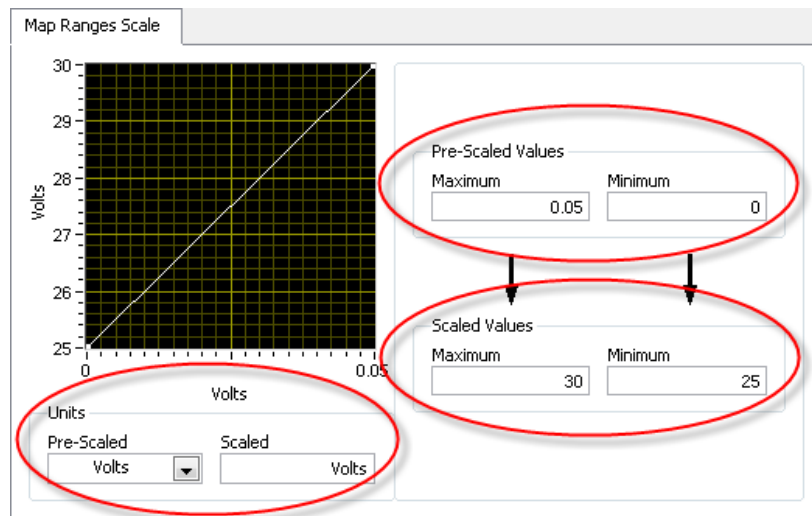 Map Ranges Scale
30
29
28
27
26
25
Volts
0
0.05
Volts
Pre-Scaled Values
Maximum Minimum
0.05 0
Scaled Values
Maximum Minimum
30 25
Units
Pre-Scaled Scaled
Volts Volts